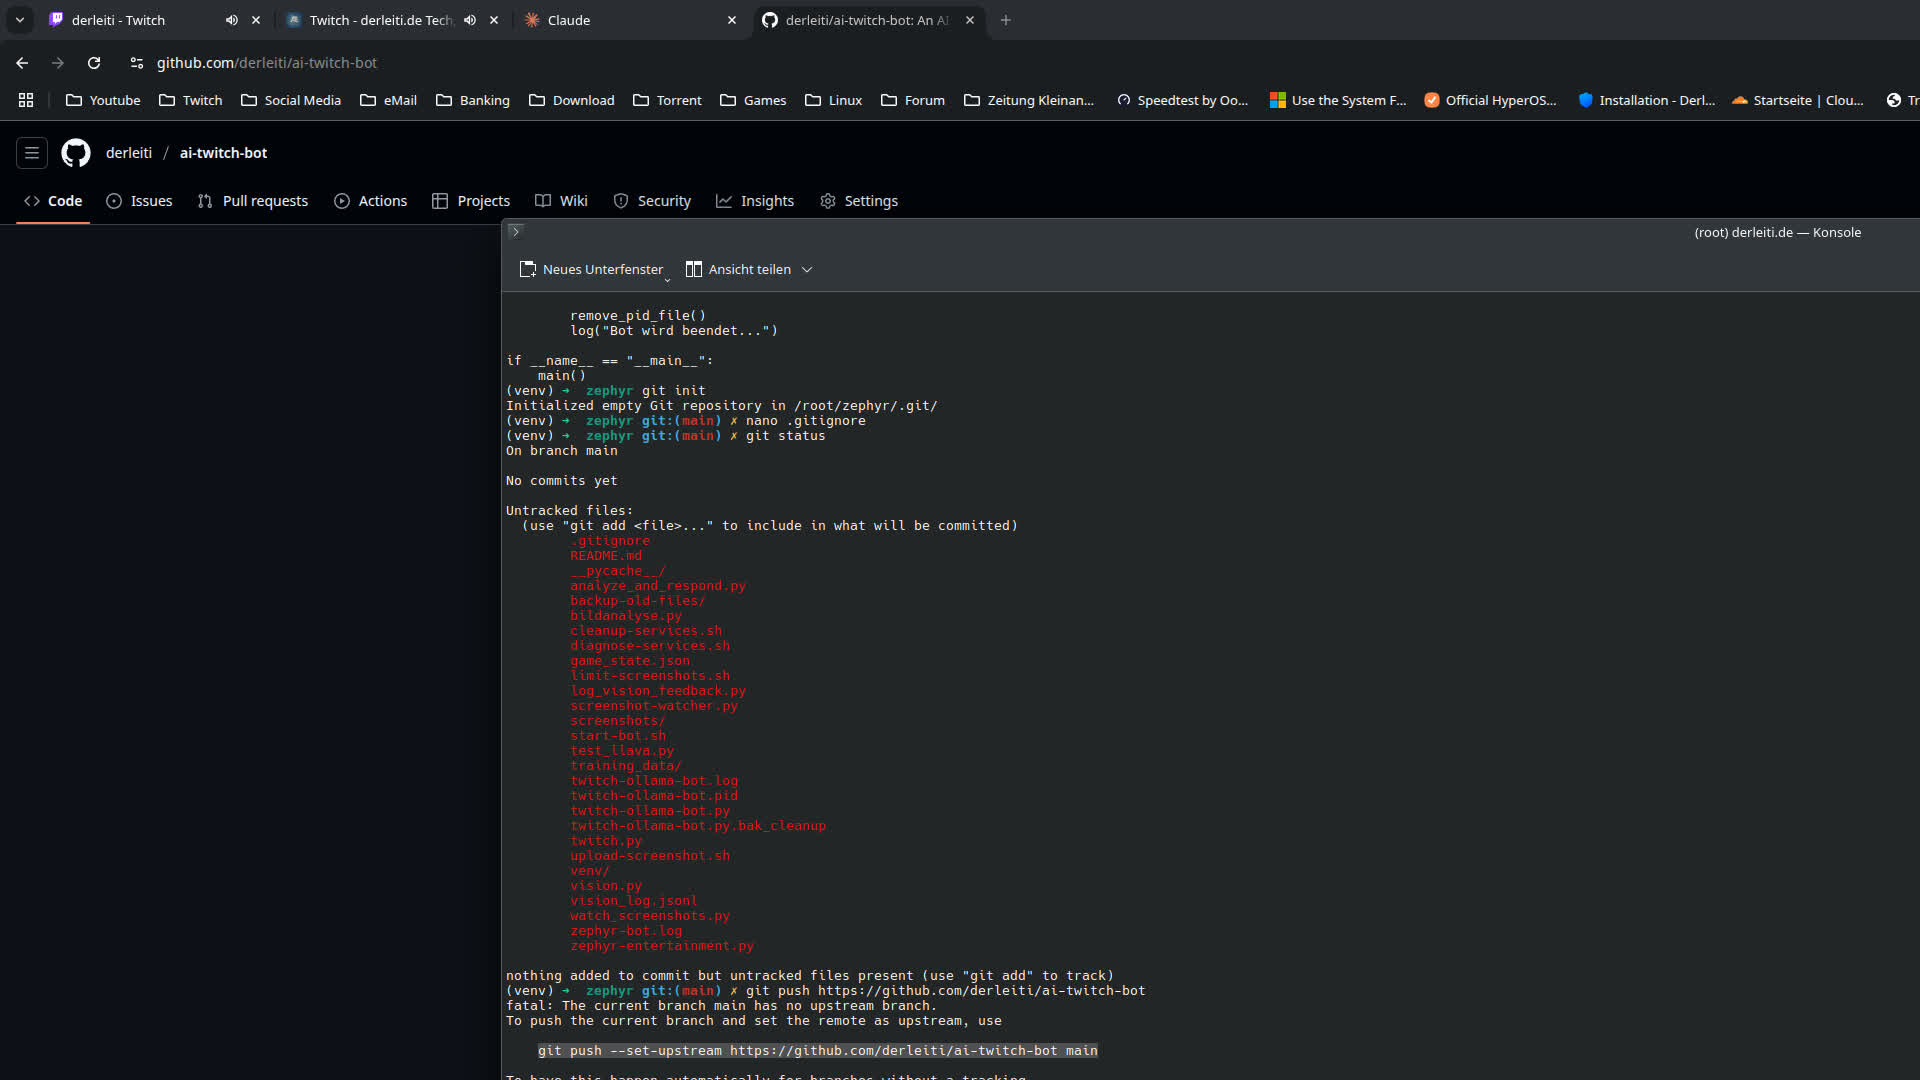 derleiti - Twitch
Twitch - derleiti.de Tech
Claude
derleiti/ai-twitch-bot: An AI
github.com/derleiti/ai-twitch-bot
Youtube
Twitch
Social Media
eMail
Banking
Download
Torrent
Games
Linux
Forum
Zeitung Kleinan...
Speedtest by Oo...
Use the System F...
Official HyperOS...
Installation - Derl...
Startseite | Clou...
Tr
derleiti / ai-twitch-bot
Code
Issues
Pull requests
Actions
Projects
Wiki
Security
Insights
Settings
(root) derleiti.de — Konsole
Neues Unterfenster
Ansicht teilen
remove_pid_file()
log("Bot wird beendet...")
if __name__ == "__main__":
main()
(venv) ➜ zephyr git init
Initialized empty Git repository in /root/zephyr/.git/
(venv) ➜ zephyr git:(main) ✗ nano .gitignore
(venv) ➜ zephyr git:(main) ✗ git status
On branch main
No commits yet
Untracked files:
(use "git add <file>..." to include in what will be committed)
.gitignore
README.md
__pycache__/
analyze_and_respond.py
backup-old-files/
bildanalyse.py
cleanup-services.sh
diagnose-services.sh
game_state.json
limit-screenshots.sh
log_vision_feedback.py
screenshot-watcher.py
screenshots/
start-bot.sh
test_llava.py
training_data/
twitch-ollama-bot.log
twitch-ollama-bot.pid
twitch-ollama-bot.py
twitch-ollama-bot.py.bak_cleanup
twitch.py
upload-screenshot.sh
venv/
vision.py
vision_log.jsonl
watch_screenshots.py
zephyr-bot.log
zephyr-entertainment.py
nothing added to commit but untracked files present (use "git add" to track)
(venv) ➜ zephyr git:(main) ✗ git push https://github.com/derleiti/ai-twitch-bot
fatal: The current branch main has no upstream branch.
To push the current branch and set the remote as upstream, use
git push --set-upstream https://github.com/derleiti/ai-twitch-bot main
To have this happen automatically for branches without a tracking